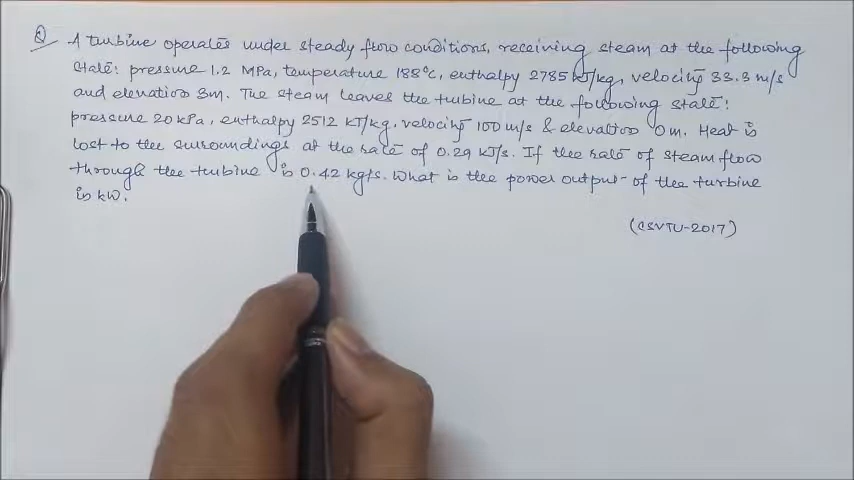 Q A turbine operates under steady flow conditions, receiving steam at the following
state: pressure 1.2 MPa, temperature 188°C, enthalpy 2785 kJ/kg, velocity 33.3 m/s
and elevation 3m. The steam leaves the turbine at the following state:
pressure 20 kPa, enthalpy 2512 kJ/kg, velocity 100 m/s & elevation 0 m. Heat is
lost to the surroundings at the rate of 0.29 kJ/s. If the rate of steam flow
through the turbine is 0.42 kg/s. What is the power output of the turbine
in kW.
(CSVTU-2017)